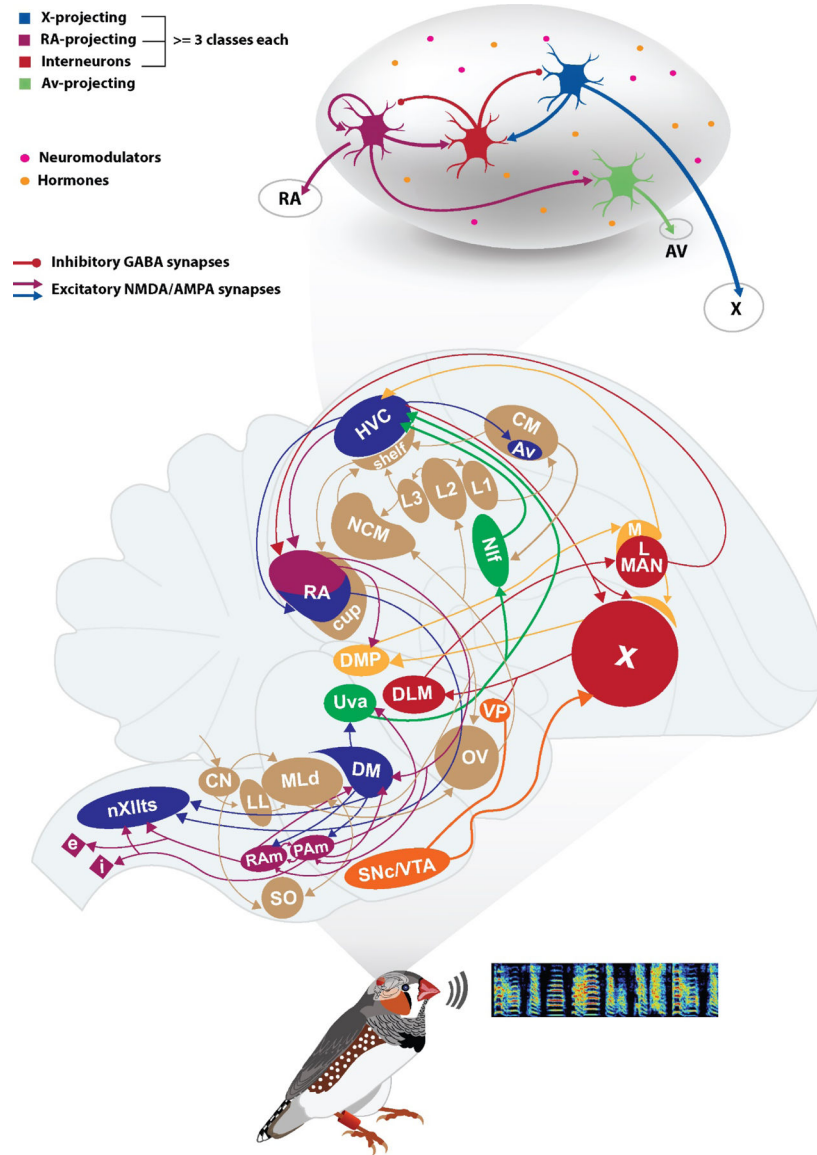 X-projecting
RA-projecting
>= 3 classes each
Interneurons
Av-projecting
Neuromodulators
Hormones
RA
AV
X
Inhibitory GABA synapses
Excitatory NMDA/AMPA synapses
HVC
shelf
CM
Av
L3
L2
L1
NCM
NIf
M
L
MAN
RA
cup
X
DMP
DLM
Uva
VP
OV
CN
MLd
DM
LL
nXIIts
e
i
RAm
PAm
SNc/VTA
SO